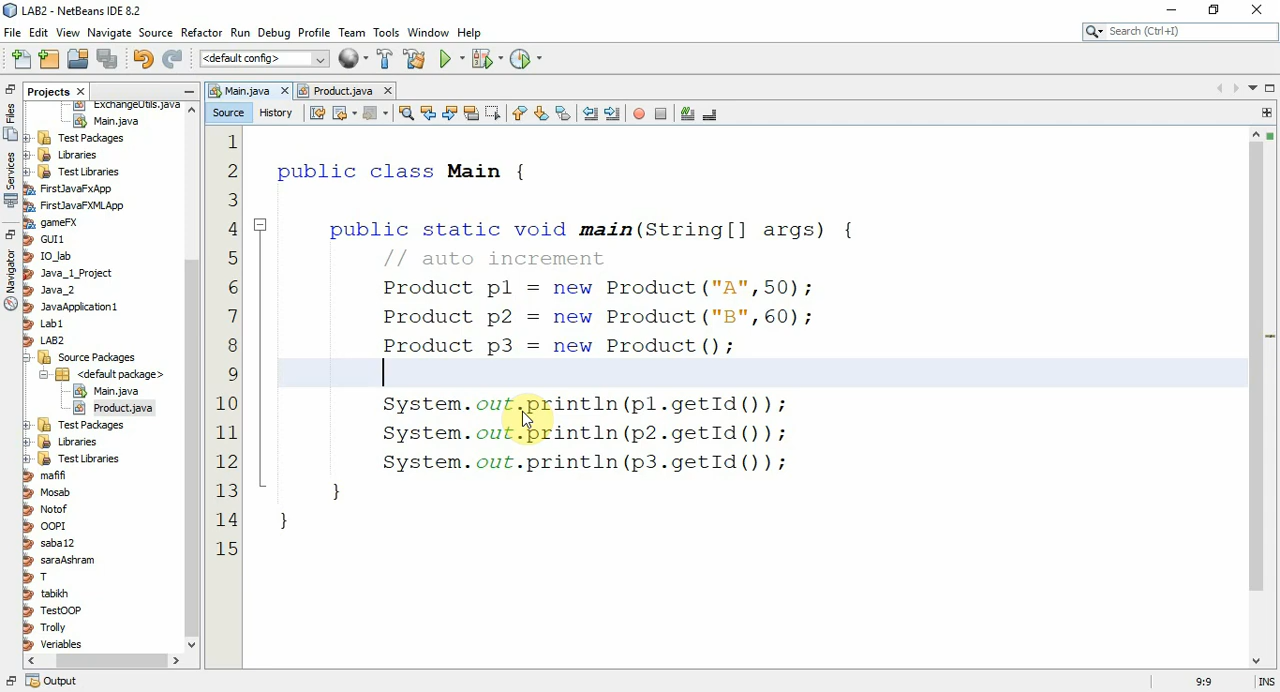 LAB2 - NetBeans IDE 8.2
File Edit View Navigate Source Refactor Run Debug Profile Team Tools Window Help
Search (Ctrl+I)
<default config>
Projects
Main.java
Product.java
Source History
Files
Services
Navigator
ExchangeUtils.java
Main.java
Test Packages
Libraries
Test Libraries
FirstJavaFxApp
FirstJavaFXMLApp
gameFX
GUI1
IO_lab
Java_1_Project
Java_2
JavaApplication1
Lab1
LAB2
Source Packages
<default package>
Main.java
Product.java
Test Packages
Libraries
Test Libraries
mafifi
Mosab
Notof
OOPI
saba12
saraAshram
T
tabikh
TestOOP
Trolly
Veriables
1
2 public class Main {
3
4 public static void main(String[] args) {
5 // auto increment
6 Product p1 = new Product("A",50);
7 Product p2 = new Product("B",60);
8 Product p3 = new Product();
9
10 System.out.println(p1.getId());
11 System.out.println(p2.getId());
12 System.out.println(p3.getId());
13 }
14 }
15
Output
9:9 INS